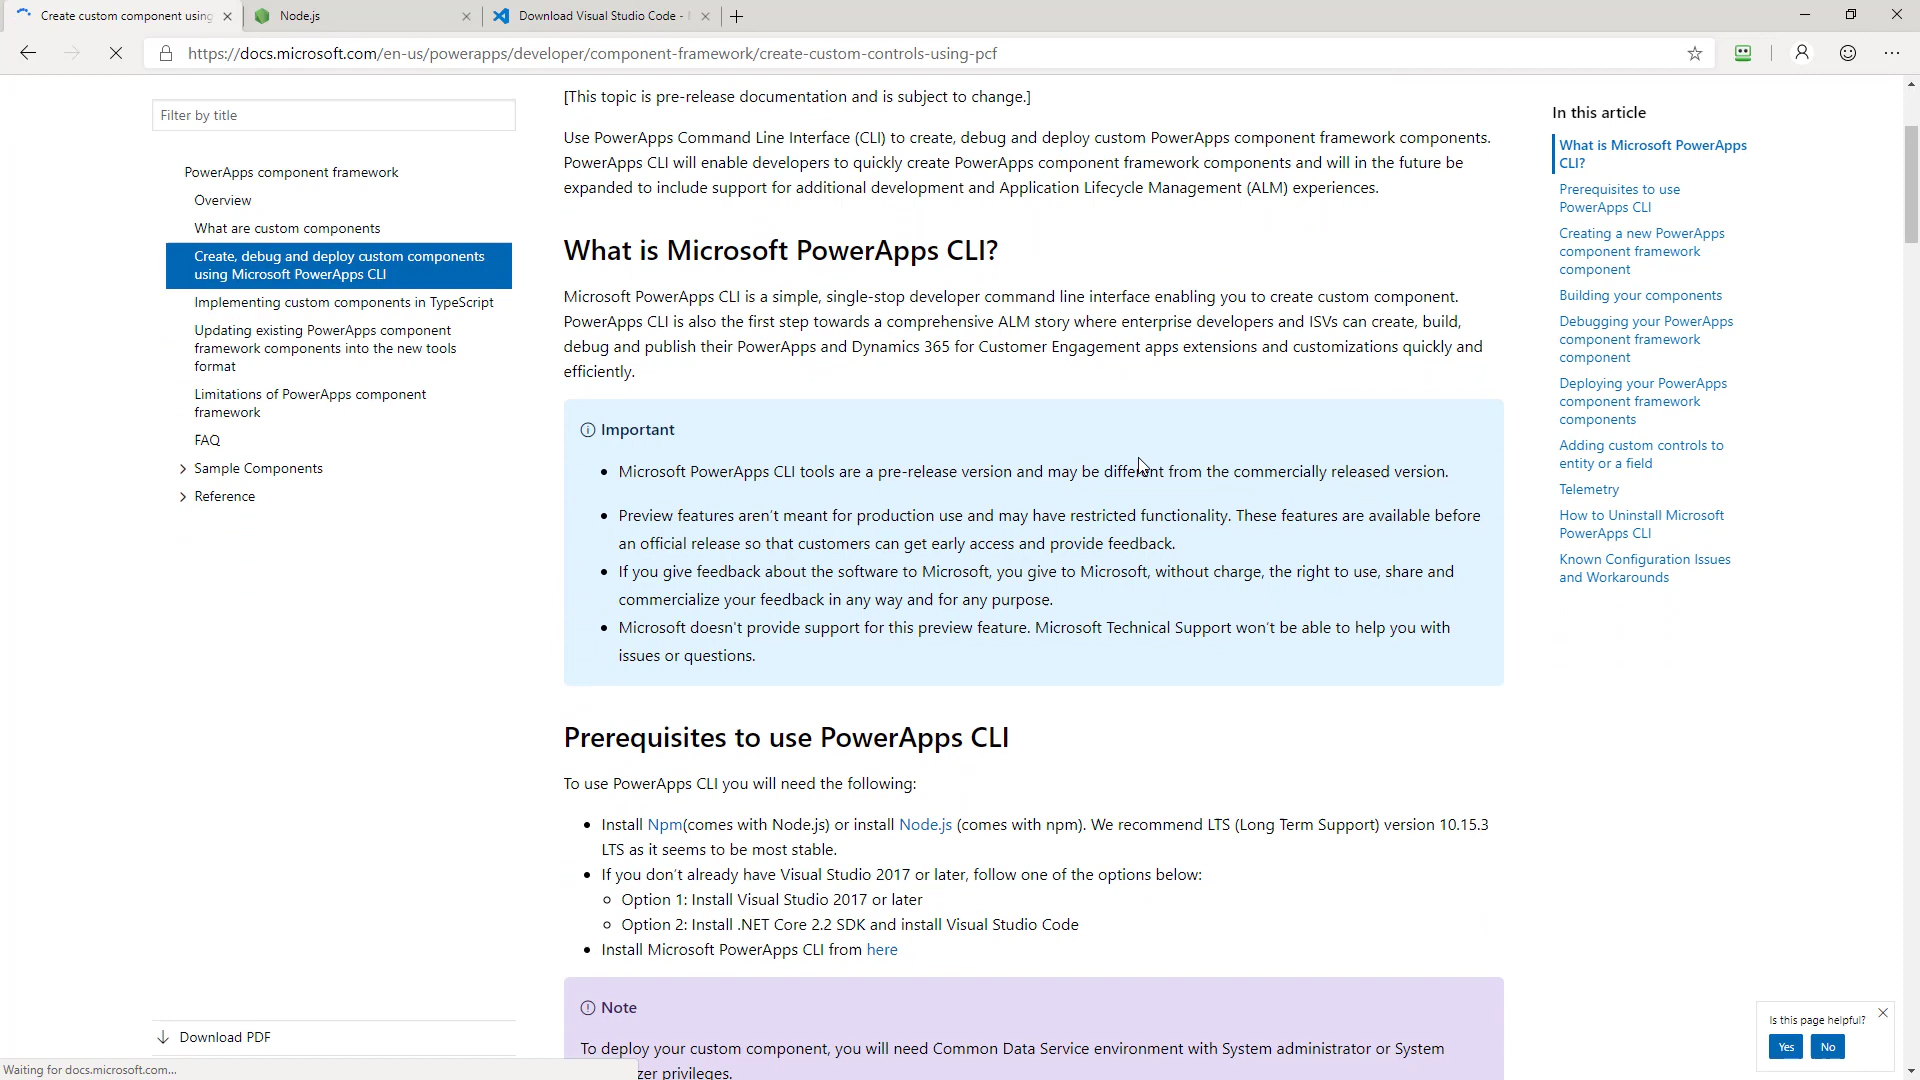 Create custom component using
Node.js
Download Visual Studio Code -
https://docs.microsoft.com/en-us/powerapps/developer/component-framework/create-custom-controls-using-pcf
Filter by title
PowerApps component framework
Overview
What are custom components
Create, debug and deploy custom components
using Microsoft PowerApps CLI
Implementing custom components in TypeScript
Updating existing PowerApps component
framework components into the new tools
format
Limitations of PowerApps component
framework
FAQ
Sample Components
Reference
Download PDF
[This topic is pre-release documentation and is subject to change.]
Use PowerApps Command Line Interface (CLI) to create, debug and deploy custom PowerApps component framework components.
PowerApps CLI will enable developers to quickly create PowerApps component framework components and will in the future be
expanded to include support for additional development and Application Lifecycle Management (ALM) experiences.
What is Microsoft PowerApps CLI?
Microsoft PowerApps CLI is a simple, single-stop developer command line interface enabling you to create custom component.
PowerApps CLI is also the first step towards a comprehensive ALM story where enterprise developers and ISVs can create, build,
debug and publish their PowerApps and Dynamics 365 for Customer Engagement apps extensions and customizations quickly and
efficiently.
Important
• Microsoft PowerApps CLI tools are a pre-release version and may be different from the commercially released version.
• Preview features aren't meant for production use and may have restricted functionality. These features are available before
an official release so that customers can get early access and provide feedback.
• If you give feedback about the software to Microsoft, you give to Microsoft, without charge, the right to use, share and
commercialize your feedback in any way and for any purpose.
• Microsoft doesn't provide support for this preview feature. Microsoft Technical Support won't be able to help you with
issues or questions.
Prerequisites to use PowerApps CLI
To use PowerApps CLI you will need the following:
• Install Npm(comes with Node.js) or install Node.js (comes with npm). We recommend LTS (Long Term Support) version 10.15.3
LTS as it seems to be most stable.
• If you don't already have Visual Studio 2017 or later, follow one of the options below:
Option 1: Install Visual Studio 2017 or later
Option 2: Install .NET Core 2.2 SDK and install Visual Studio Code
• Install Microsoft PowerApps CLI from here
Note
To deploy your custom component, you will need Common Data Service environment with System administrator or System
zer privileges.
In this article
What is Microsoft PowerApps
CLI?
Prerequisites to use
PowerApps CLI
Creating a new PowerApps
component framework
component
Building your components
Debugging your PowerApps
component framework
component
Deploying your PowerApps
component framework
components
Adding custom controls to
entity or a field
Telemetry
How to Uninstall Microsoft
PowerApps CLI
Known Configuration Issues
and Workarounds
Is this page helpful?
Yes No
Waiting for docs.microsoft.com...